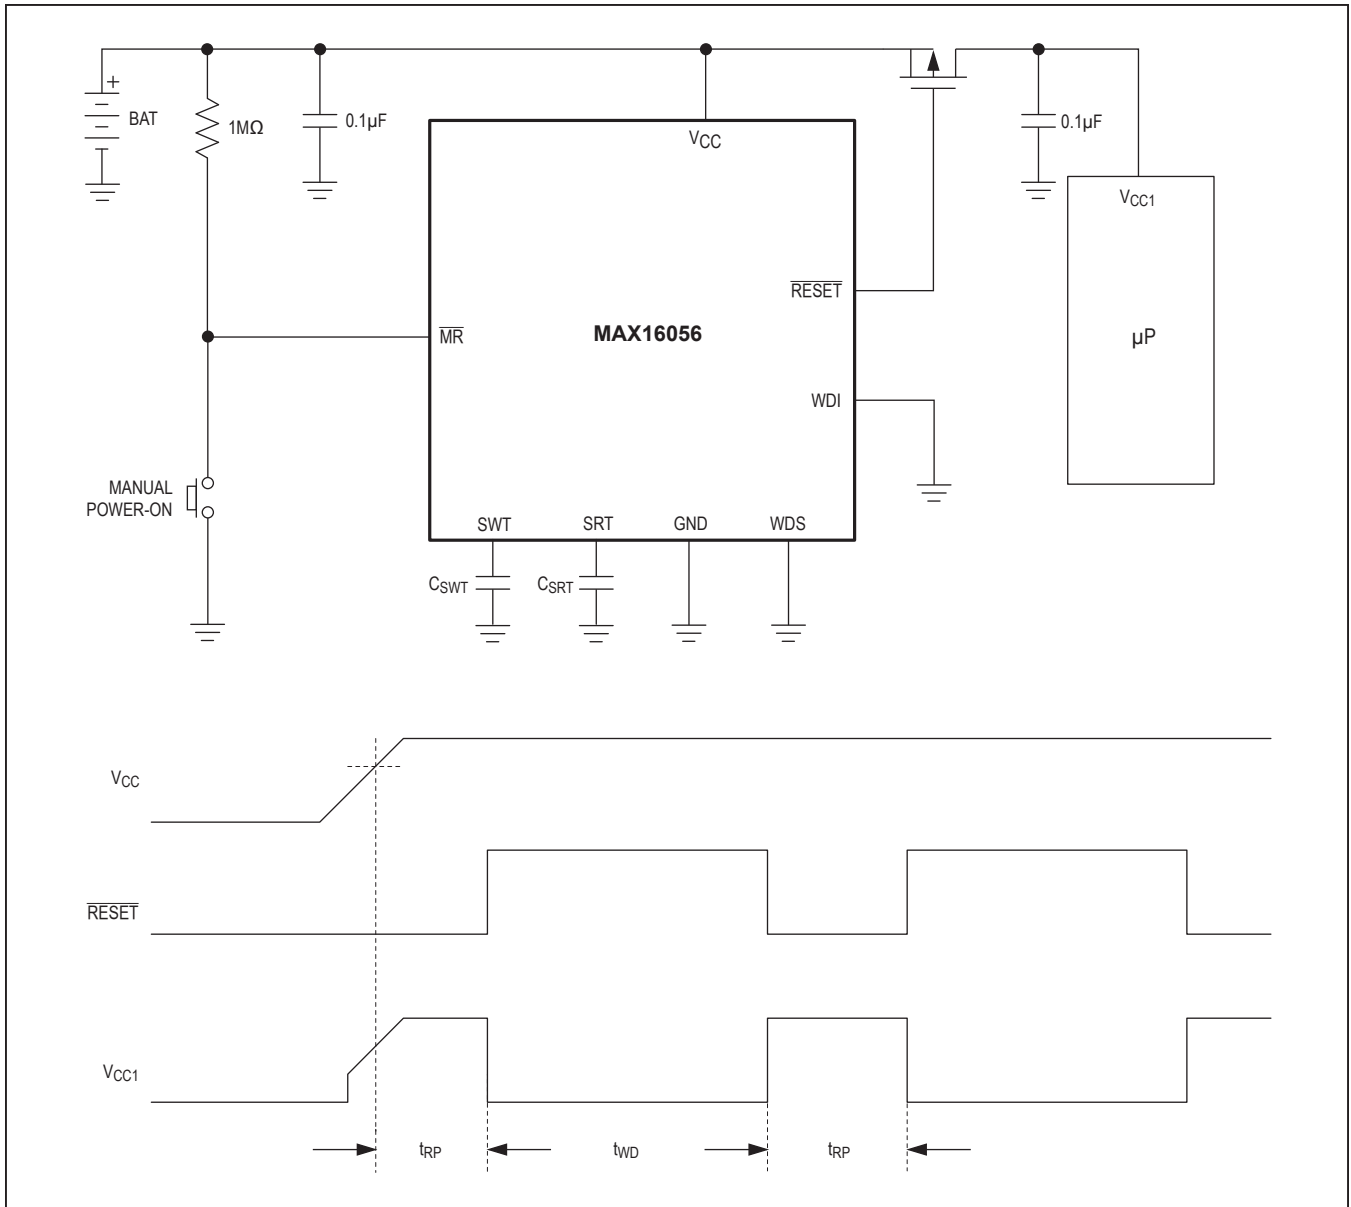 +
BAT
1MΩ
0.1µF
VCC
0.1µF
VCC1
RESET
MR
MAX16056
µP
WDI
MANUAL
POWER-ON
SWT
SRT
GND
WDS
CSWT
CSRT
VCC
RESET
VCC1
tRP
tWD
tRP